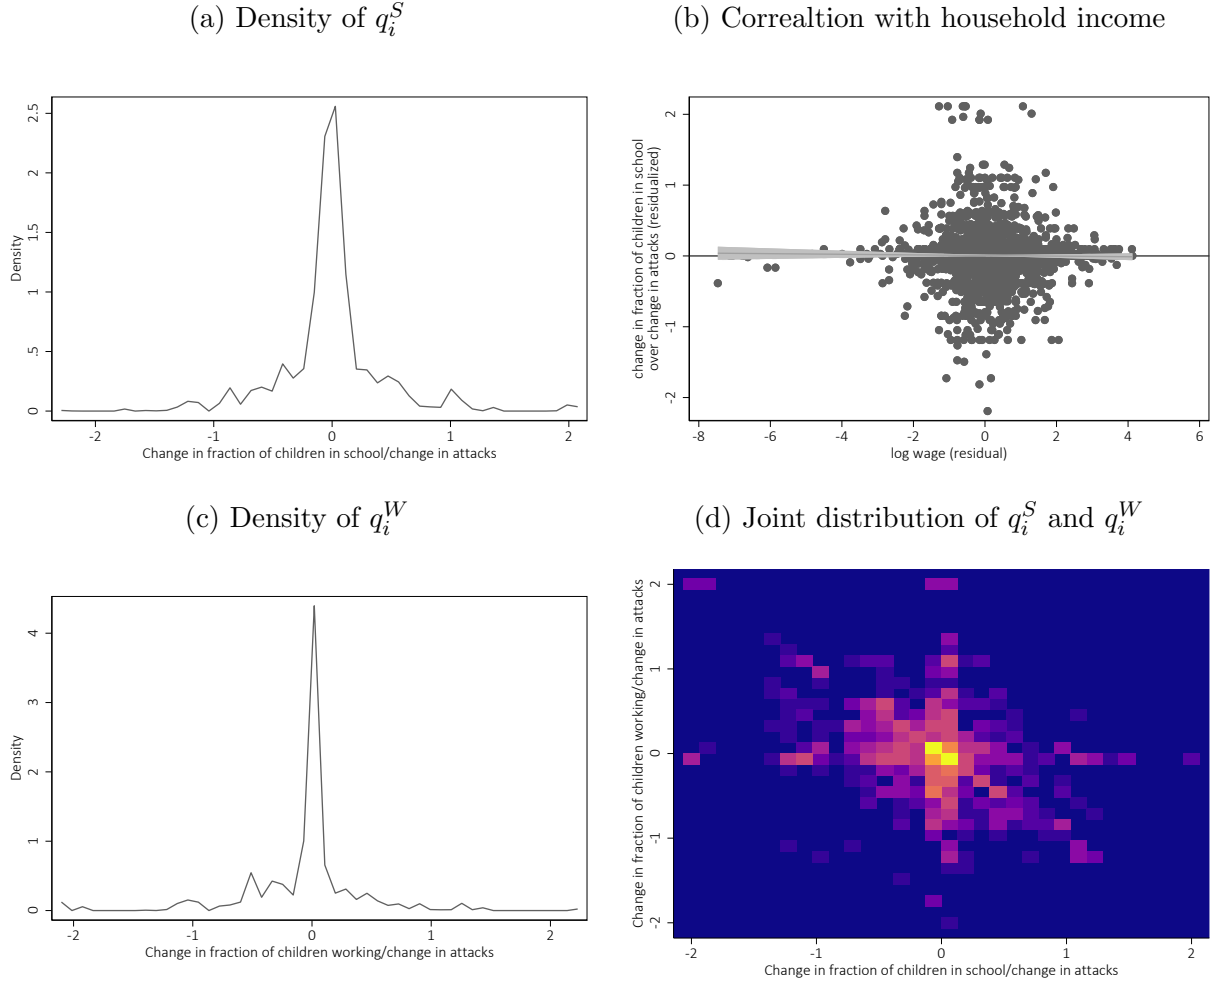 (a) Density of q_i^S
2.5
2
1.5
1
.5
0
Density
-2 -1 0 1 2
Change in fraction of children in school/change in attacks
(b) Correaltion with household income
2
1
0
-1
-2
change in fraction of children in school
over change in attacks (residualized)
-8 -6 -4 -2 0 2 4 6
log wage (residual)
(c) Density of q_i^W
4
3
2
1
0
Density
-2 -1 0 1 2
Change in fraction of children working/change in attacks
(d) Joint distribution of q_i^S and q_i^W
2
1
0
-1
-2
Change in fraction of children working/change in attacks
-2 -1 0 1 2
Change in fraction of children in school/change in attacks